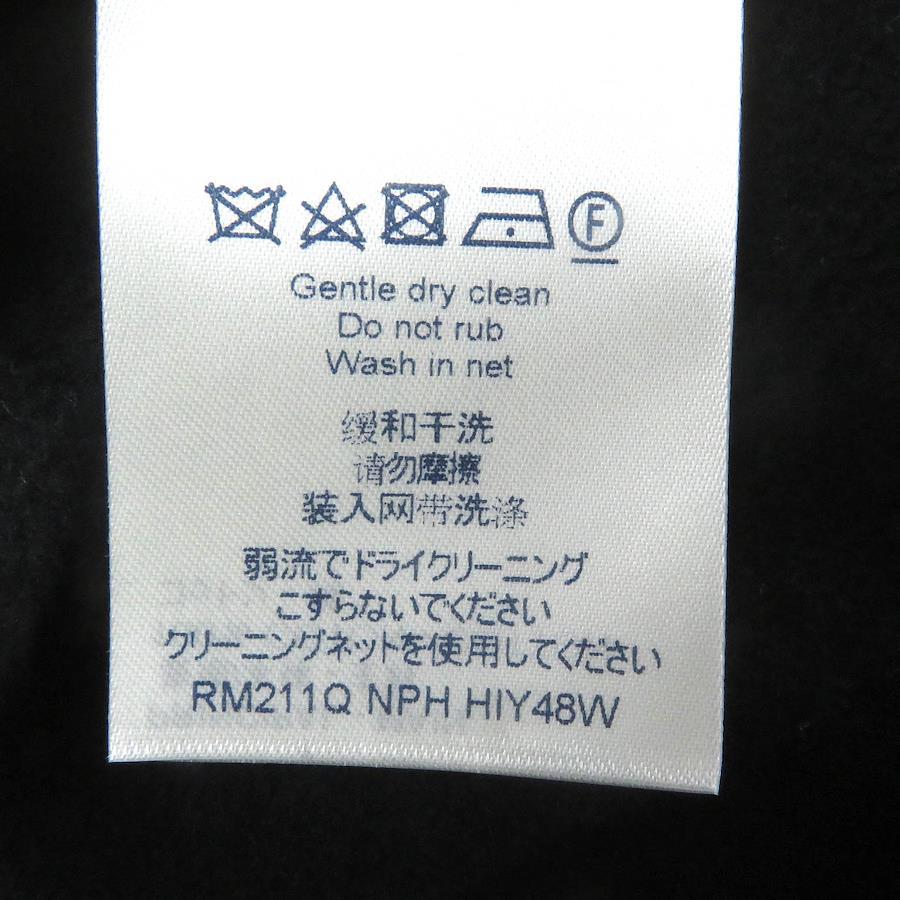 F
Gentle dry clean
Do not rub
Wash in net
缓和干洗
请勿摩擦
装入网带洗涤
弱流でドライクリーニング
こすらないでください
クリーニングネットを使用してください
RM211Q NPH HIY48W